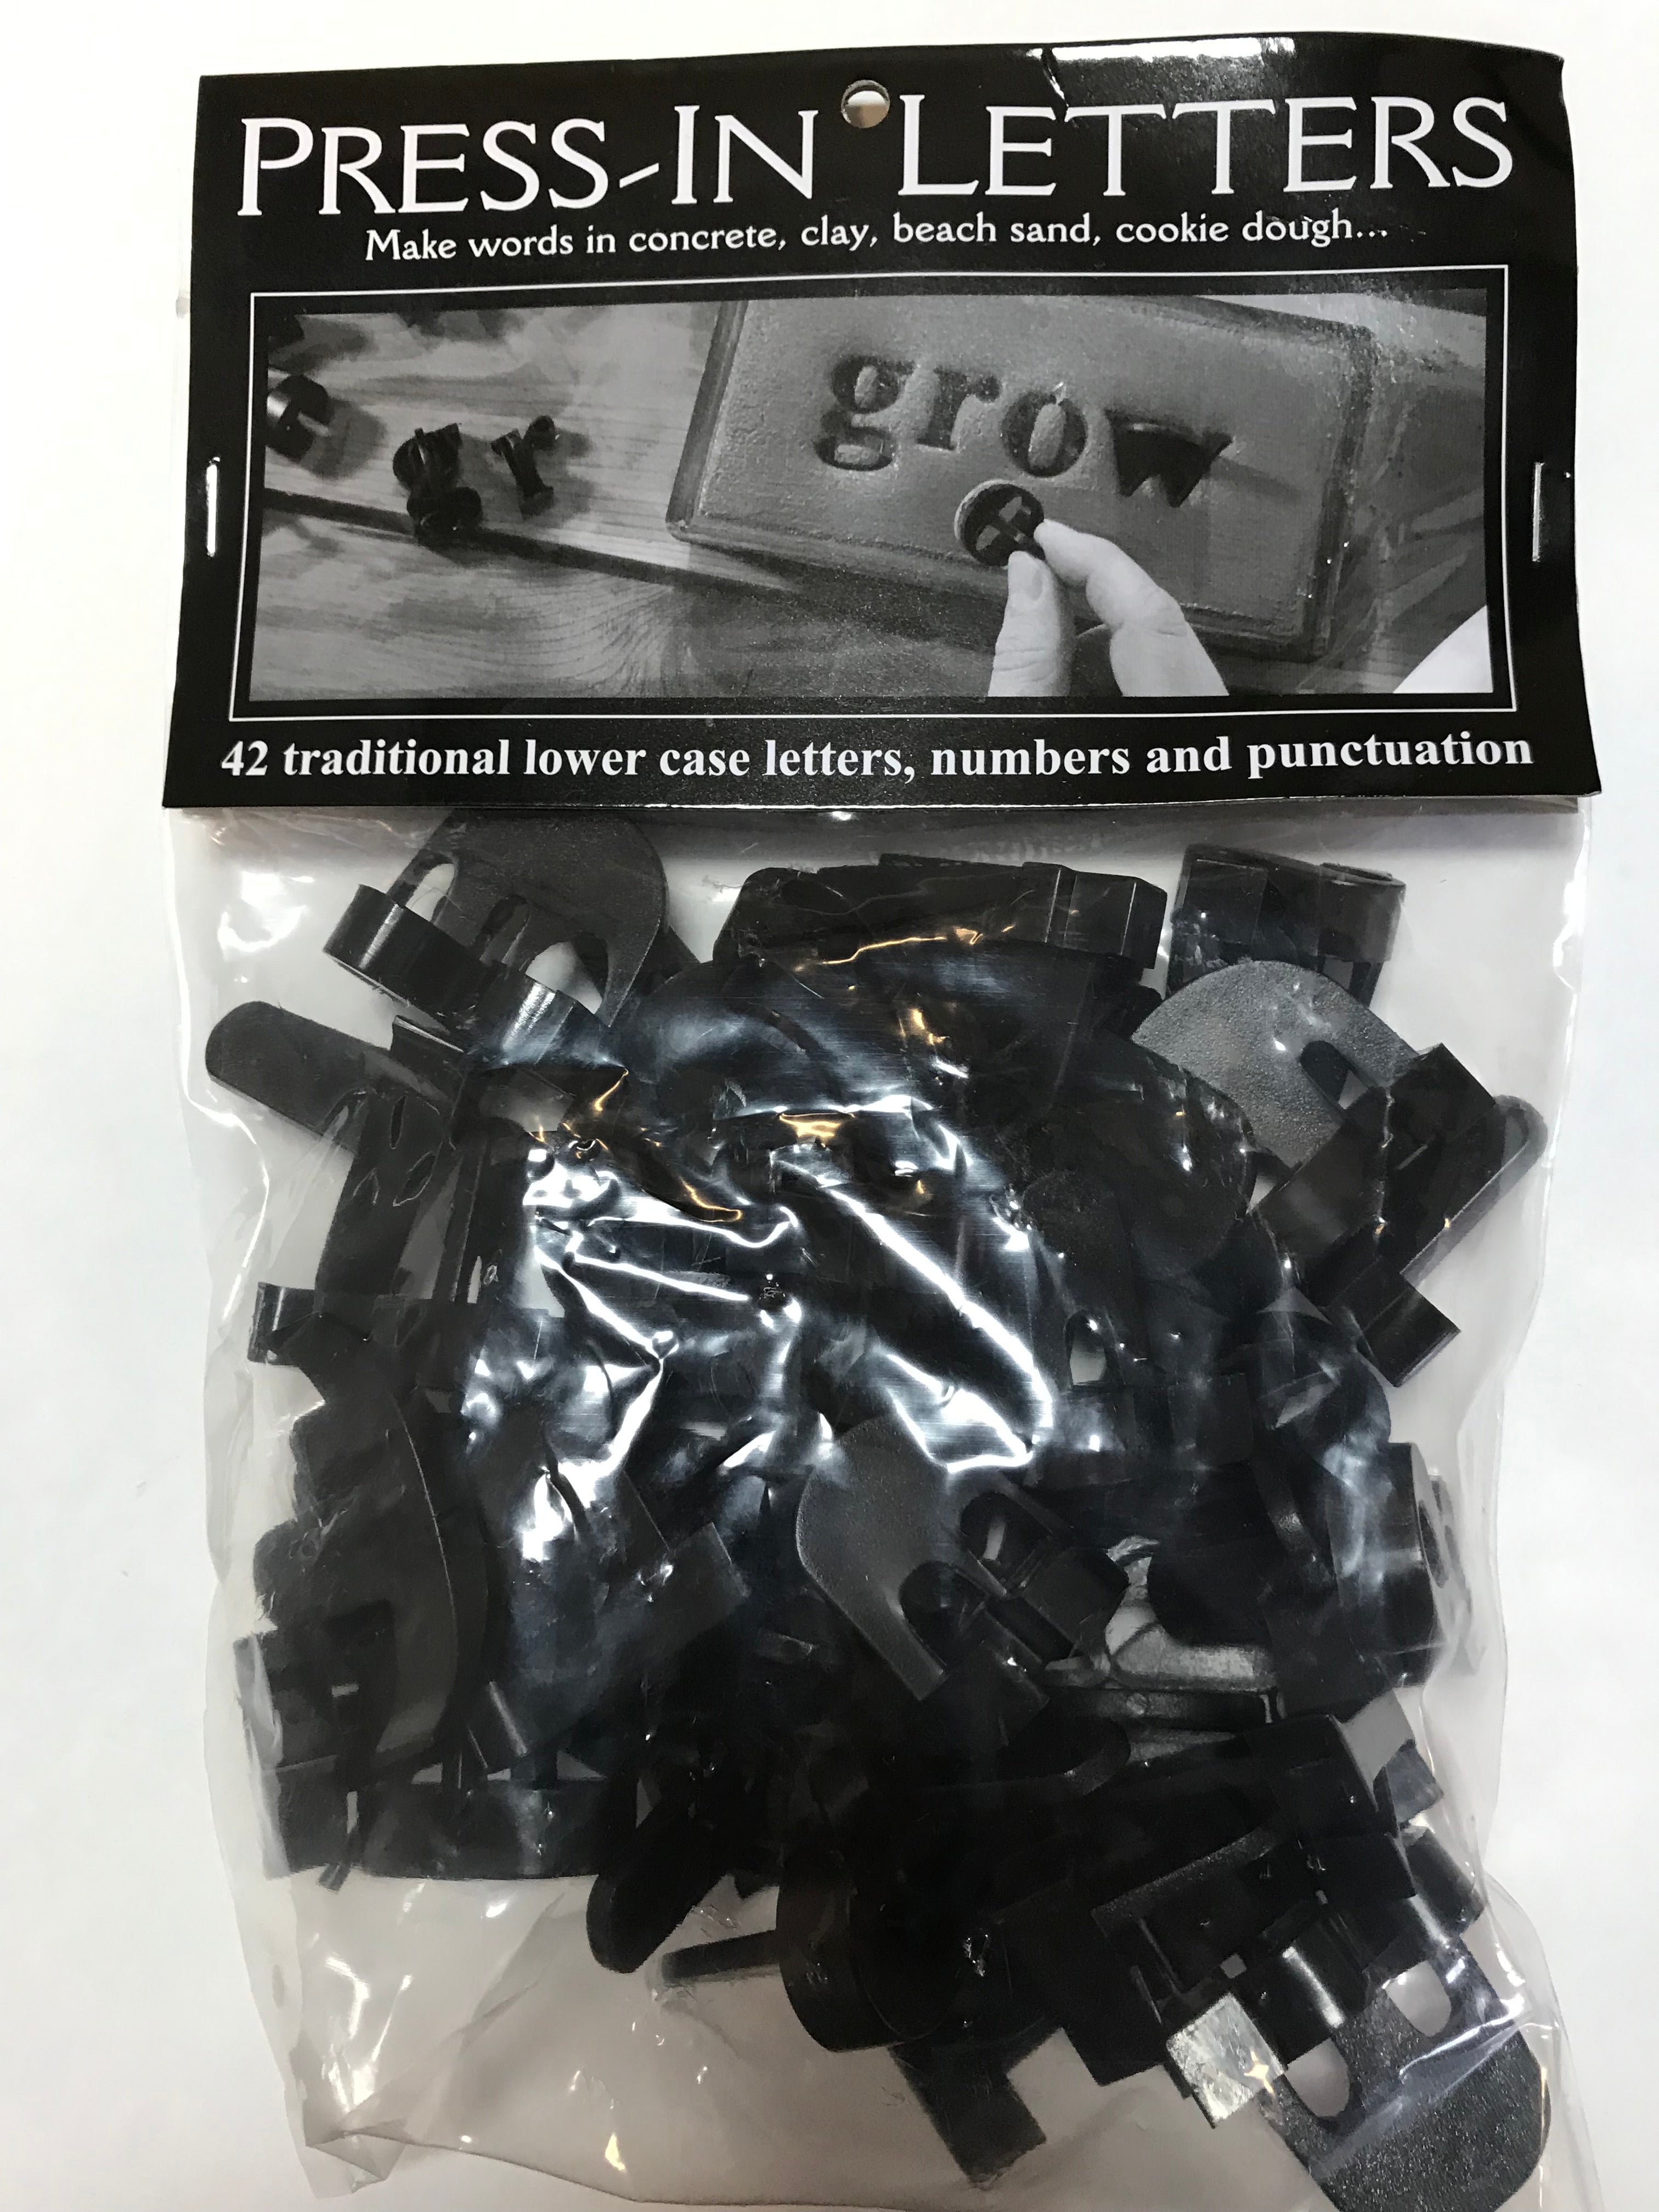 PRESS-IN LETTERS
Make words in concrete, clay, beach sand, cookie dough...
g r
grow
42 traditional lower case letters, numbers and punctuation